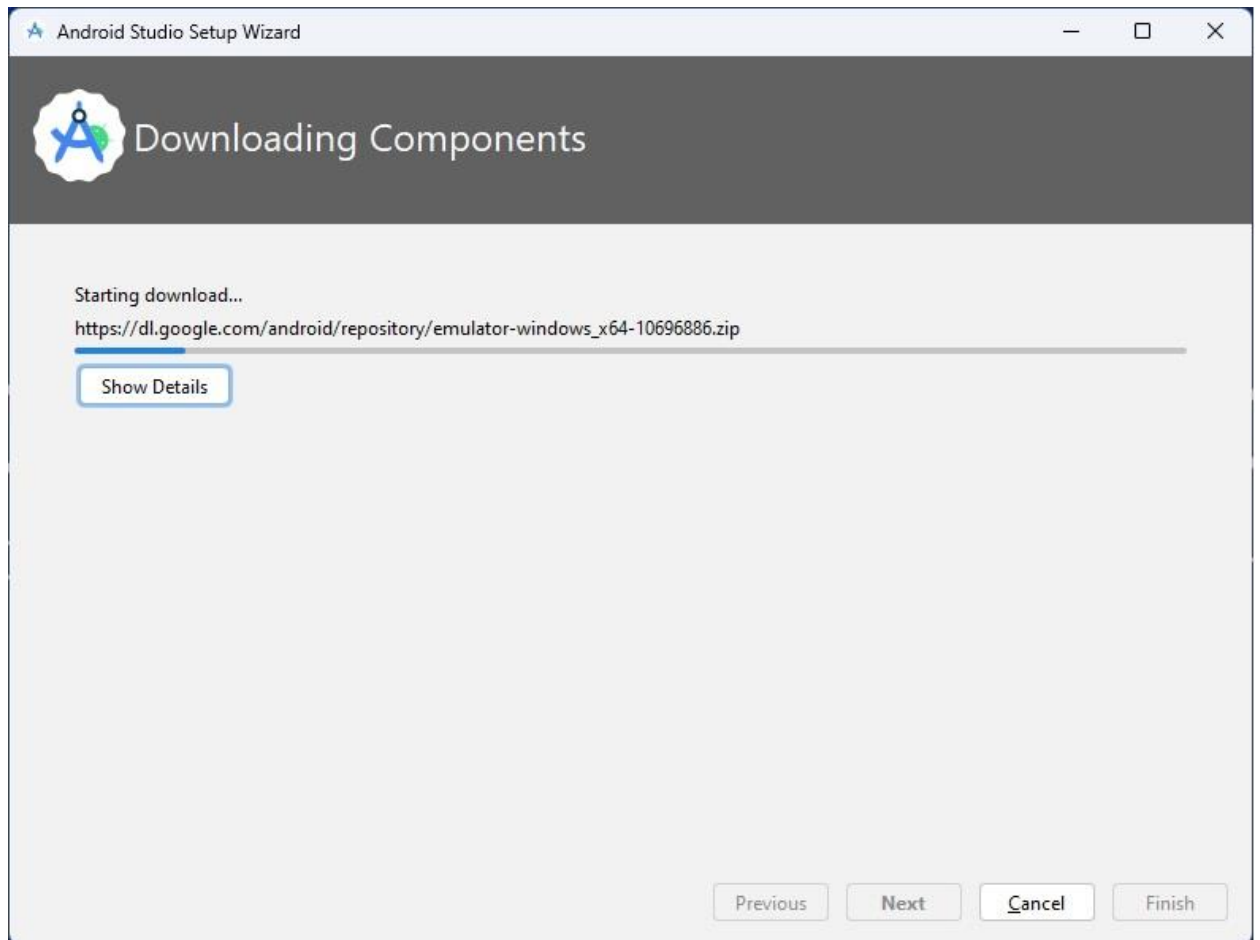 Android Studio Setup Wizard
Downloading Components
Starting download...
https://dl.google.com/android/repository/emulator-windows_x64-10696886.zip
Show Details
Previous Next Cancel Finish